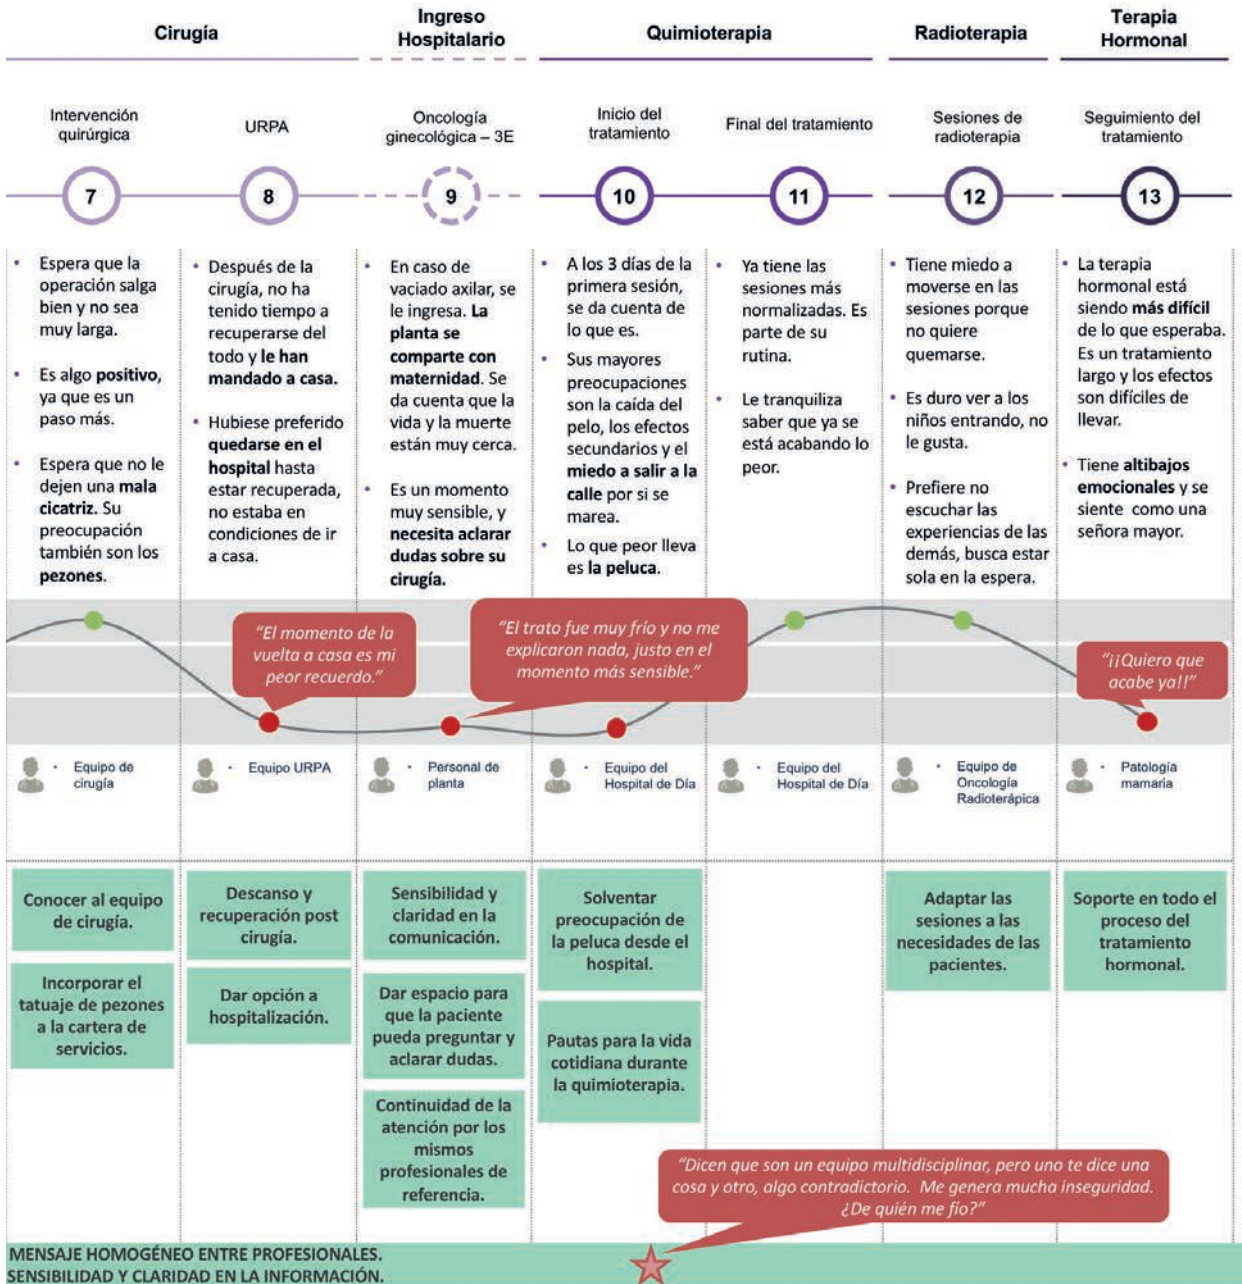 Cirugía
Ingreso
Hospitalario
Quimioterapia
Radioterapia
Terapia
Hormonal
Intervención
quirúrgica
URPA
Oncología
ginecológica – 3E
Inicio del
tratamiento
Final del tratamiento
Sesiones de
radioterapia
Seguimiento del
tratamiento
7
8
9
10
11
12
13
• Espera que la
operación salga
bien y no sea
muy larga.
• Es algo positivo,
ya que es un
paso más.
• Espera que no le
dejen una mala
cicatriz. Su
preocupación
también son los
pezones.
• Después de la
cirugía, no ha
tenido tiempo a
recuperarse del
todo y le han
mandado a casa.
• Hubiese preferido
quedarse en el
hospital hasta
estar recuperada,
no estaba en
condiciones de ir
a casa.
• En caso de
vaciado axilar, se
le ingresa. La
planta se
comparte con
maternidad. Se
da cuenta que la
vida y la muerte
están muy cerca.
• Es un momento
muy sensible, y
necesita aclarar
dudas sobre su
cirugía.
• A los 3 días de la
primera sesión,
se da cuenta de
lo que es.
• Sus mayores
preocupaciones
son la caída del
pelo, los efectos
secundarios y el
miedo a salir a la
calle por si se
marea.
• Lo que peor lleva
es la peluca.
• Ya tiene las
sesiones más
normalizadas. Es
parte de su
rutina.
• Le tranquiliza
saber que ya se
está acabando lo
peor.
• Tiene miedo a
moverse en las
sesiones porque
no quiere
quemarse.
• Es duro ver a los
niños entrando, no
le gusta.
• Prefiere no
escuchar las
experiencias de las
demás, busca estar
sola en la espera.
• La terapia
hormonal está
siendo más difícil
de lo que esperaba.
Es un tratamiento
largo y los efectos
son difíciles de
llevar.
• Tiene altibajos
emocionales y se
siente como una
señora mayor.
"El momento de la
vuelta a casa es mi
peor recuerdo."
"El trato fue muy frío y no me
explicaron nada, justo en el
momento más sensible."
"¡¡Quiero que
acabe ya!!"
• Equipo de
cirugía
• Equipo URPA
• Personal de
planta
• Equipo del
Hospital de Día
• Equipo del
Hospital de Día
• Equipo de
Oncología
Radioterápica
• Patología
mamaria
Conocer al equipo
de cirugía.
Incorporar el
tatuaje de pezones
a la cartera de
servicios.
Descanso y
recuperación post
cirugía.
Dar opción a
hospitalización.
Sensibilidad y
claridad en la
comunicación.
Dar espacio para
que la paciente
pueda preguntar y
aclarar dudas.
Continuidad de la
atención por los
mismos
profesionales de
referencia.
Solventar
preocupación de
la peluca desde el
hospital.
Pautas para la vida
cotidiana durante
la quimioterapia.
Adaptar las
sesiones a las
necesidades de las
pacientes.
Soporte en todo el
proceso del
tratamiento
hormonal.
"Dicen que son un equipo multidisciplinar, pero uno te dice una
cosa y otro, algo contradictorio. Me genera mucha inseguridad.
¿De quién me fío?"
MENSAJE HOMOGÉNEO ENTRE PROFESIONALES.
SENSIBILIDAD Y CLARIDAD EN LA INFORMACIÓN.